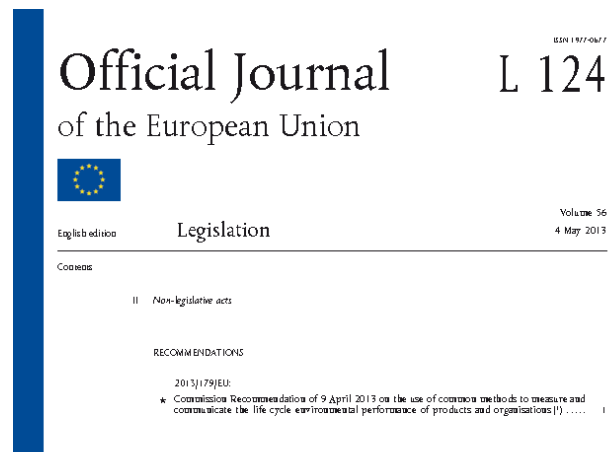 ISSN 1977-0677
Official Journal
L 124
of the European Union
Volume 56
English edition
Legislation
4 May 2013
Contents
II Non-legislative acts
RECOMMENDATIONS
2013/179/EU:
★ Commission Recommendation of 9 April 2013 on the use of common methods to measure and
communicate the life cycle environmental performance of products and organisations (¹) ..... 1